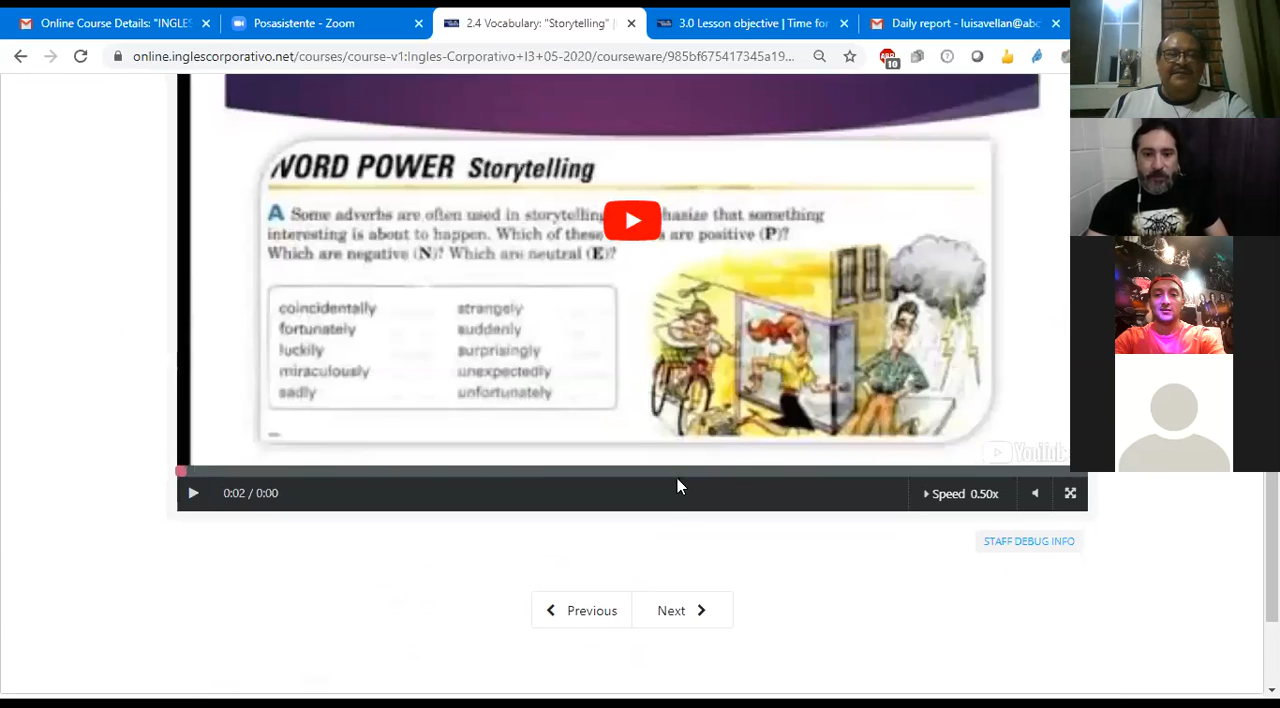 Online Course Details: "INGLES
Posasistente - Zoom
2.4 Vocabulary: "Storytelling" |
3.0 Lesson objective | Time for
Daily report - luisavellan@abc
online.inglescorporativo.net/courses/course-v1:Ingles-Corporativo+I3+05-2020/courseware/985bf675417345a19...
10
WORD POWER Storytelling
A Some adverbs are often used in storytelling hasize that something
interesting is about to happen. Which of these s are positive (P)?
Which are negative (N)? Which are neutral (E)?
coincidentally strangely
fortunately suddenly
luckily surprisingly
miraculously unexpectedly
sadly unfortunately
YouTube
0:02 / 0:00
Speed 0.50x
STAFF DEBUG INFO
Previous
Next